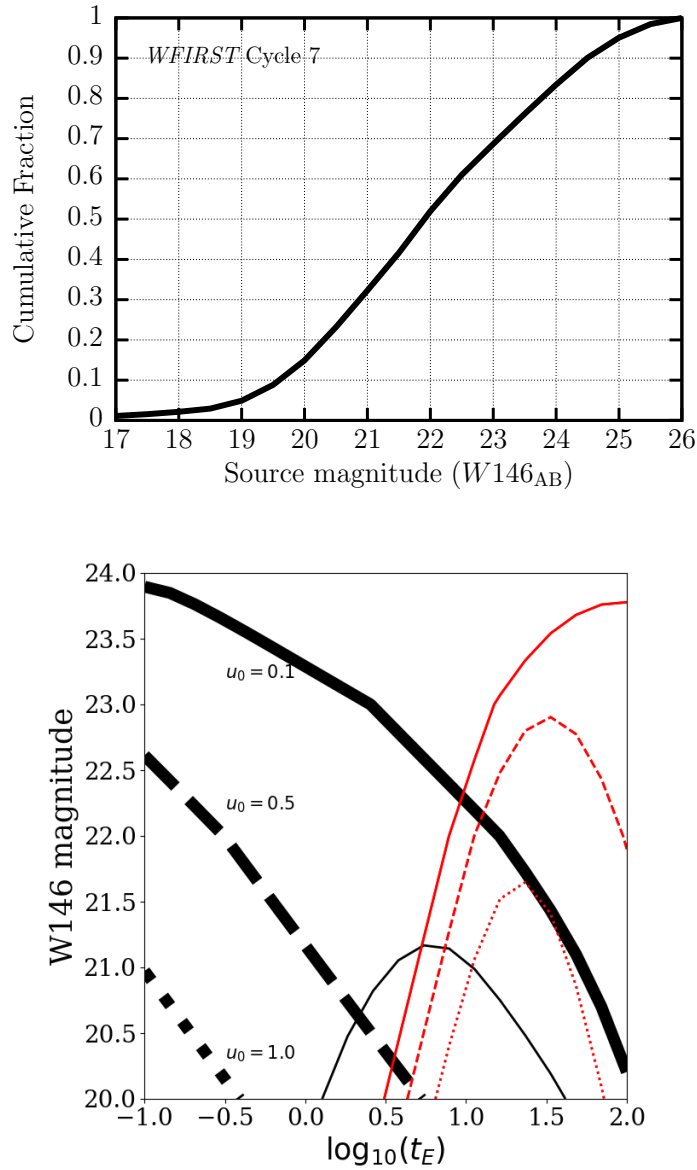 1
0.9
0.8
0.7
0.6
0.5
0.4
0.3
0.2
0.1
0
WFIRST Cycle 7
Cumulative Fraction
17 18 19 20 21 22 23 24 25 26
Source magnitude (W146AB)
24.0
23.5
23.0
22.5
22.0
21.5
21.0
20.5
20.0
W146 magnitude
u0 = 0.1
u0 = 0.5
u0 = 1.0
−1.0 −0.5 0.0 0.5 1.0 1.5 2.0
log10(tE)